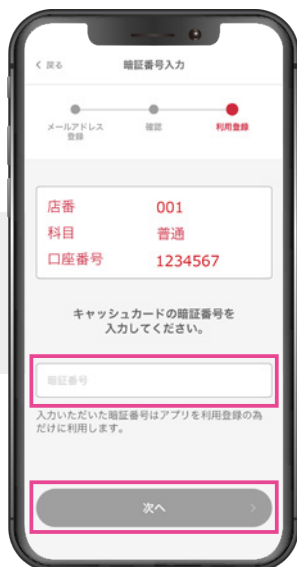 戻る 暗証番号入力
メールアドレス
登録
確認
利用登録
店番 001
科目 普通
口座番号 1234567
キャッシュカードの暗証番号を
入力してください。
暗証番号
入力いただいた暗証番号はアプリを利用登録の為
だけに利用します。
次へ